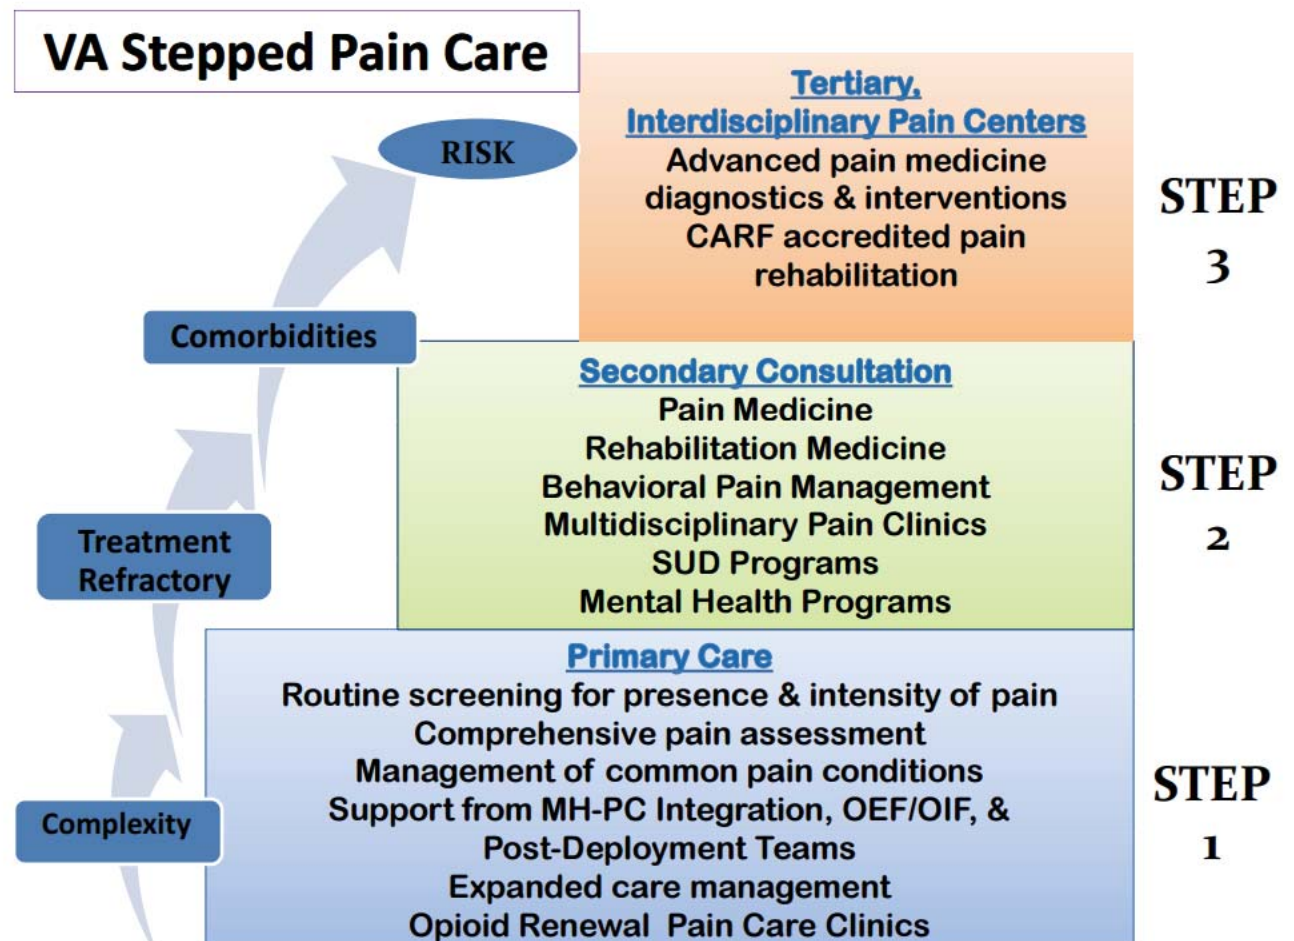 VA Stepped Pain Care
RISK
Tertiary,
Interdisciplinary Pain Centers
Advanced pain medicine
diagnostics & interventions
CARF accredited pain
rehabilitation
STEP
3
Comorbidities
Secondary Consultation
Pain Medicine
Rehabilitation Medicine
Behavioral Pain Management
Multidisciplinary Pain Clinics
SUD Programs
Mental Health Programs
STEP
2
Treatment
Refractory
Primary Care
Routine screening for presence & intensity of pain
Comprehensive pain assessment
Management of common pain conditions
Support from MH-PC Integration, OEF/OIF, &
Post-Deployment Teams
Expanded care management
Opioid Renewal Pain Care Clinics
STEP
1
Complexity